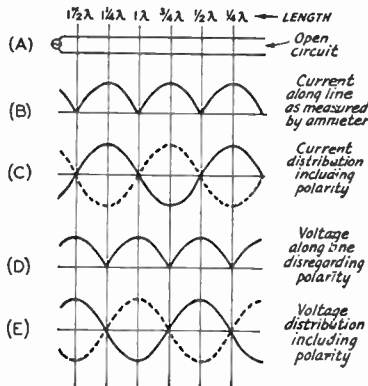 1½λ 1¼λ 1λ ¾λ ½λ ¼λ ← LENGTH
(A)
Open
circuit
Current
along line
as measured
by ammeter
(B)
Current
distribution
including
polarity
(C)
Voltage
along line
disregarding
polarity
(D)
Voltage
distribution
including
polarity
(E)